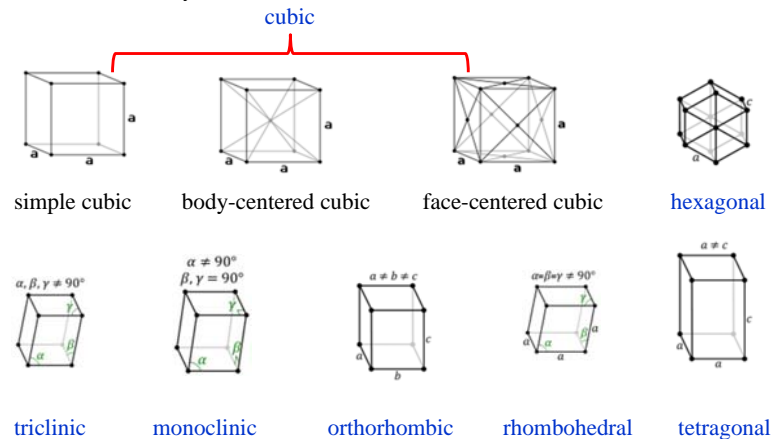 cubic
a
a
a
a
a
a
a
a
a
c
a
simple cubic body-centered cubic face-centered cubic hexagonal
α, β, γ ≠ 90°
γ
β
α
α ≠ 90°
β, γ = 90°
γ
β
α
a ≠ b ≠ c
a
b
c
α=β=γ ≠ 90°
γ
a
β
a
α
a
a ≠ c
c
a
a
triclinic monoclinic orthorhombic rhombohedral tetragonal